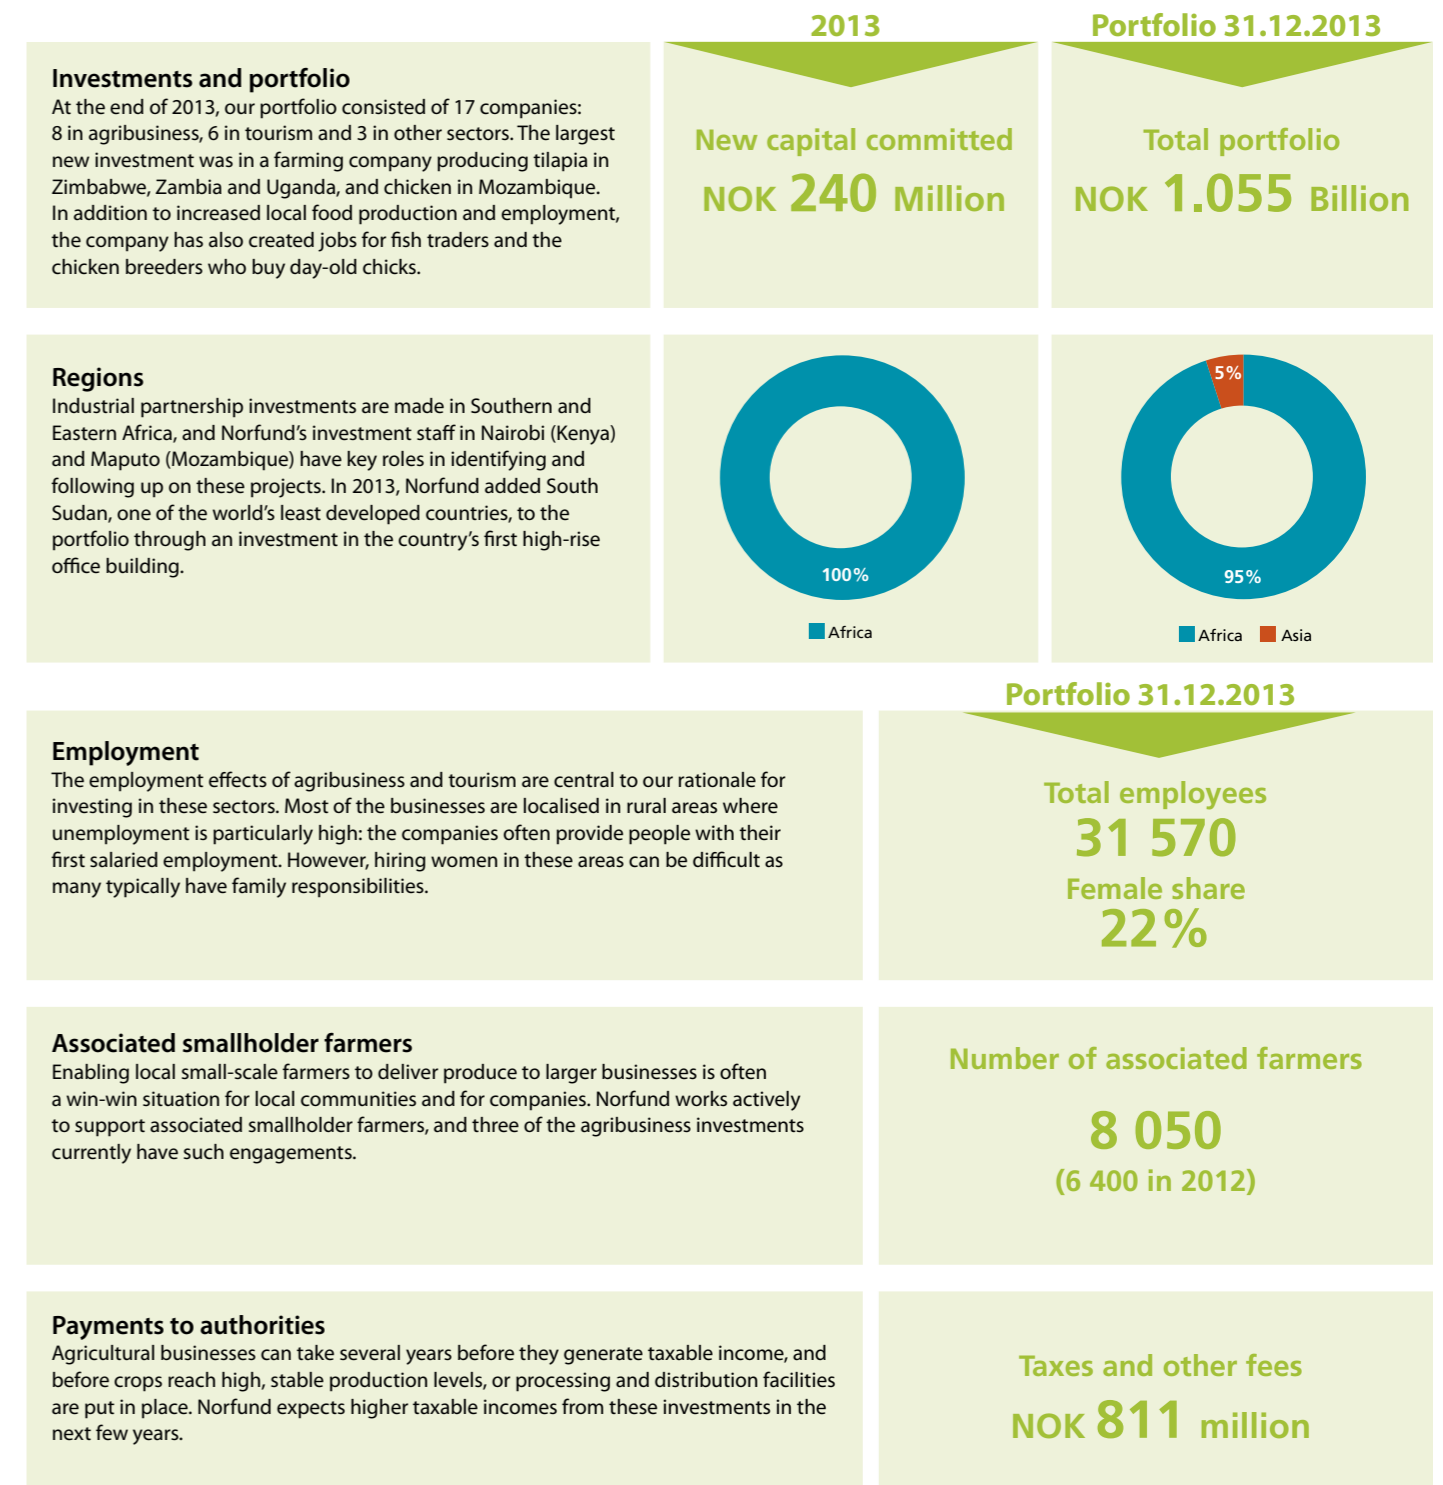 2013
Portfolio 31.12.2013
Investments and portfolio
At the end of 2013, our portfolio consisted of 17 companies:
8 in agribusiness, 6 in tourism and 3 in other sectors. The largest
new investment was in a farming company producing tilapia in
Zimbabwe, Zambia and Uganda, and chicken in Mozambique.
In addition to increased local food production and employment,
the company has also created jobs for fish traders and the
chicken breeders who buy day-old chicks.
New capital committed
NOK 240 Million
Total portfolio
NOK 1.055 Billion
Regions
Industrial partnership investments are made in Southern and
Eastern Africa, and Norfund's investment staff in Nairobi (Kenya)
and Maputo (Mozambique) have key roles in identifying and
following up on these projects. In 2013, Norfund added South
Sudan, one of the world's least developed countries, to the
portfolio through an investment in the country's first high-rise
office building.
100%
Africa
5%
95%
Africa Asia
Portfolio 31.12.2013
Employment
The employment effects of agribusiness and tourism are central to our rationale for
investing in these sectors. Most of the businesses are localised in rural areas where
unemployment is particularly high: the companies often provide people with their
first salaried employment. However, hiring women in these areas can be difficult as
many typically have family responsibilities.
Total employees
31 570
Female share
22%
Associated smallholder farmers
Enabling local small-scale farmers to deliver produce to larger businesses is often
a win-win situation for local communities and for companies. Norfund works actively
to support associated smallholder farmers, and three of the agribusiness investments
currently have such engagements.
Number of associated farmers
8 050
(6 400 in 2012)
Payments to authorities
Agricultural businesses can take several years before they generate taxable income, and
before crops reach high, stable production levels, or processing and distribution facilities
are put in place. Norfund expects higher taxable incomes from these investments in the
next few years.
Taxes and other fees
NOK 811 million